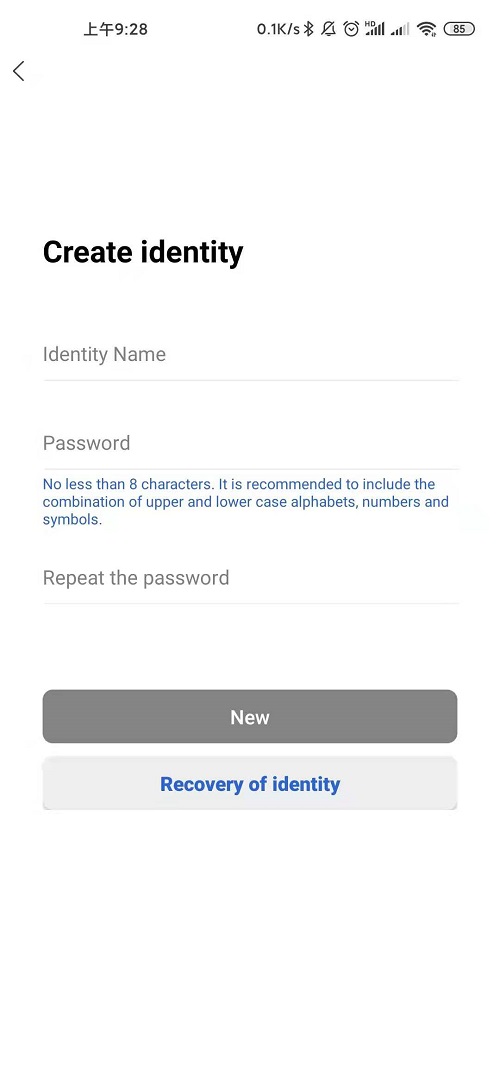 上午9:28 0.1K/s HD 85
Create identity
Identity Name
Password
No less than 8 characters. It is recommended to include the
combination of upper and lower case alphabets, numbers and
symbols.
Repeat the password
New
Recovery of identity